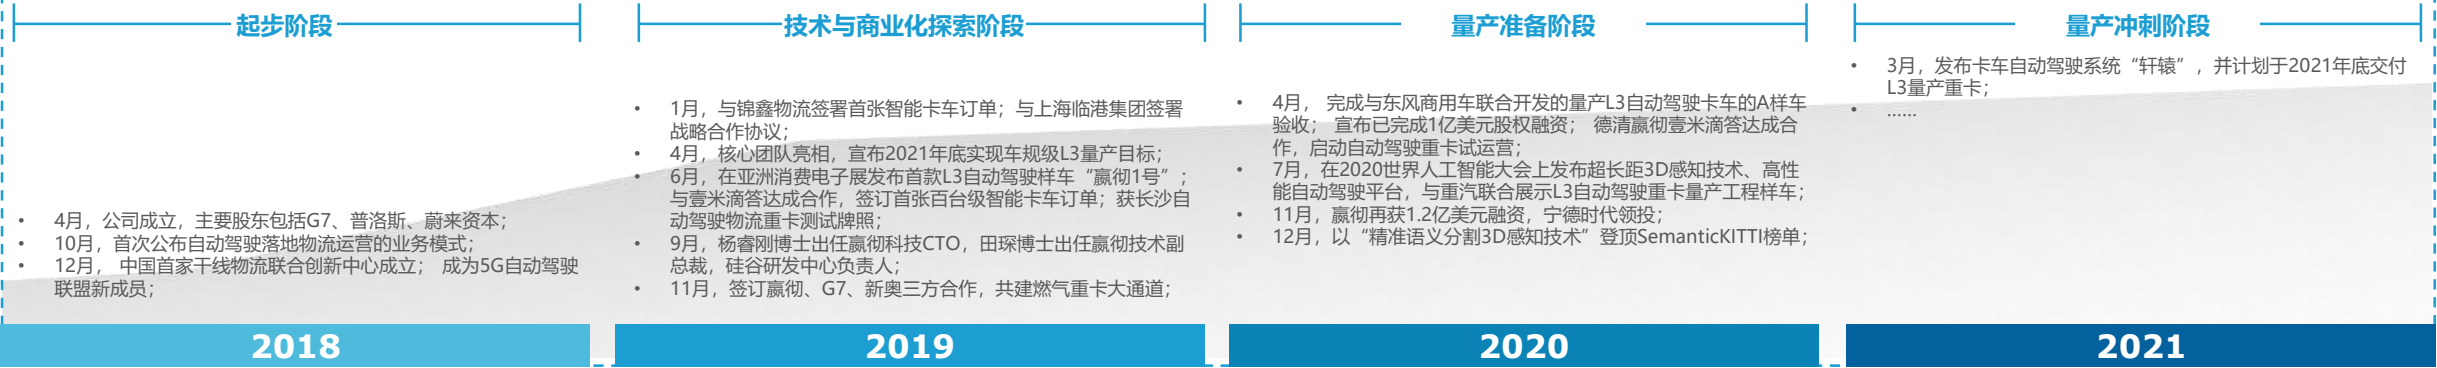 起步阶段
• 4月，公司成立，主要股东包括G7、普洛斯、蔚来资本；
• 10月，首次公布自动驾驶落地物流运营的业务模式；
• 12月， 中国首家干线物流联合创新中心成立； 成为5G自动驾驶
联盟新成员；
2018
技术与商业化探索阶段
• 1月，与锦鑫物流签署首张智能卡车订单；与上海临港集团签署
战略合作协议；
• 4月，核心团队亮相，宣布2021年底实现车规级L3量产目标；
• 6月，在亚洲消费电子展发布首款L3自动驾驶样车“嬴彻1号”；
与壹米滴答达成合作，签订首张百台级智能卡车订单；获长沙自
动驾驶物流重卡测试牌照；
• 9月，杨睿刚博士出任嬴彻科技CTO，田琛博士出任嬴彻技术副
总裁，硅谷研发中心负责人；
• 11月，签订嬴彻、G7、新奥三方合作，共建燃气重卡大通道；
2019
量产准备阶段
• 4月， 完成与东风商用车联合开发的量产L3自动驾驶卡车的A样车
验收； 宣布已完成1亿美元股权融资； 德清嬴彻壹米滴答达成合
作，启动自动驾驶重卡试运营；
• 7月，在2020世界人工智能大会上发布超长距3D感知技术、高性
能自动驾驶平台，与重汽联合展示L3自动驾驶重卡量产工程样车；
• 11月，嬴彻再获1.2亿美元融资，宁德时代领投；
• 12月，以“精准语义分割3D感知技术”登顶SemanticKITTI榜单；
2020
量产冲刺阶段
• 3月，发布卡车自动驾驶系统“轩辕”，并计划于2021年底交付
L3量产重卡；
• ……
2021